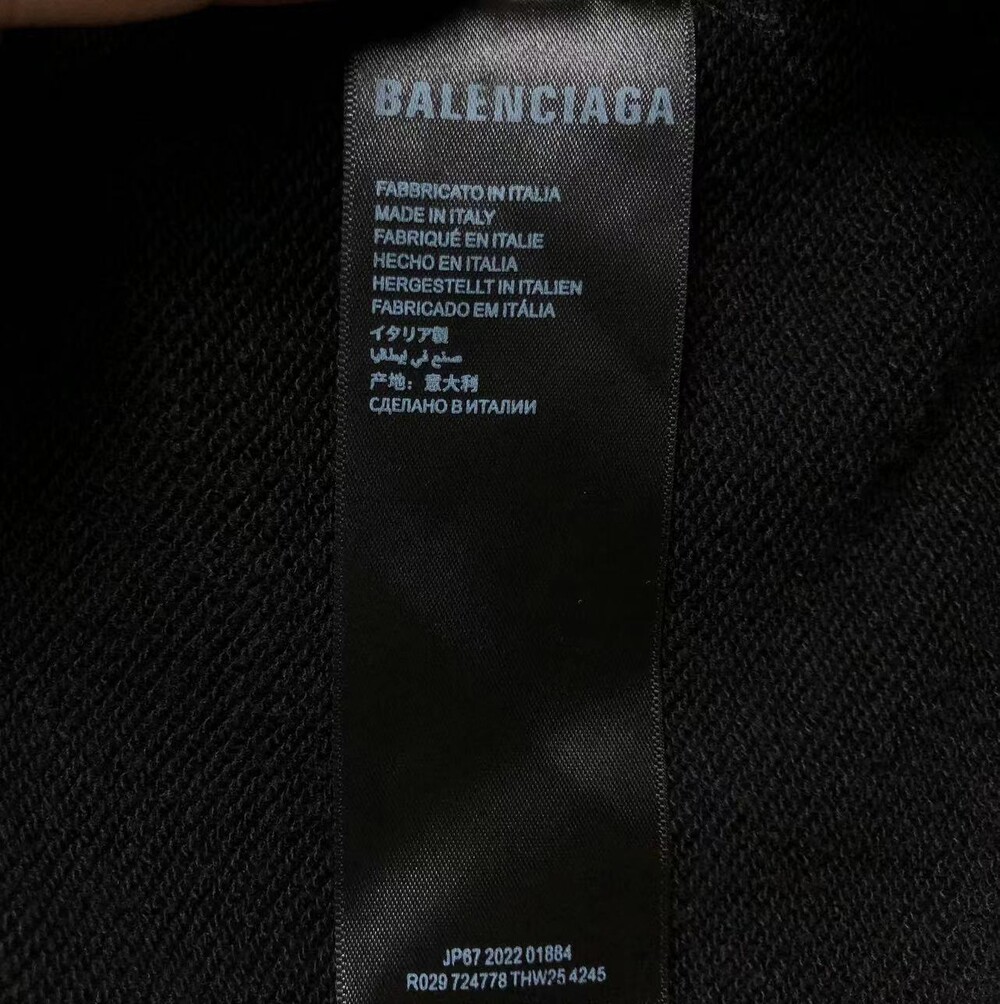 BALENCIAGA
FABBRICATO IN ITALIA
MADE IN ITALY
FABRIQUÉ EN ITALIE
HECHO EN ITALIA
HERGESTELLT IN ITALIEN
FABRICADO EM ITÁLIA
イタリア製
صنع في إيطاليا
产地：意大利
СДЕЛАНО В ИТАЛИИ
JP67 2022 01884
R029 724778 THW25 4245